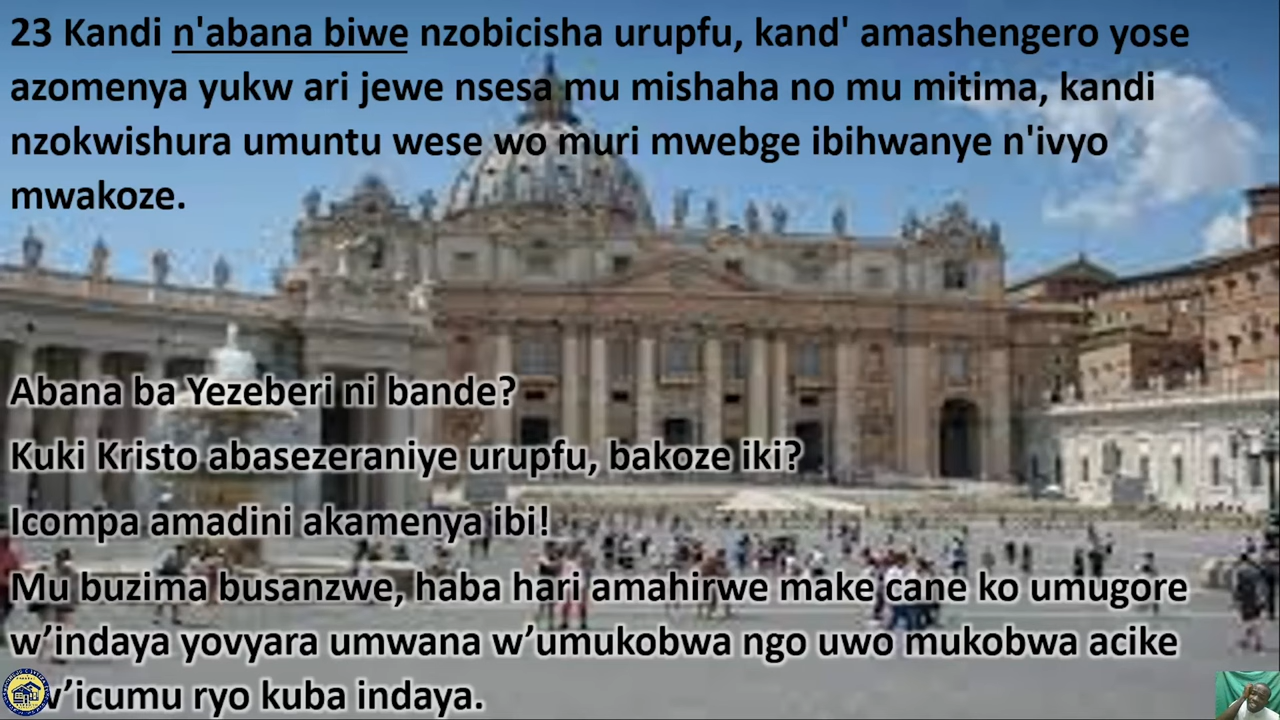 23 Kandi n'abana biwe nzobicisha urupfu, kand' amashengero yose
azomenya yukw ari jewe nsesa mu mishaha no mu mitima, kandi
nzokwishura umuntu wese wo muri mwebge ibihwanye n'ivyo
mwakoze.
Abana ba Yezeberi ni bande?
Kuki Kristo abasezeraniye urupfu, bakoze iki?
Icompa amadini akamenya ibi!
Mu buzima busanzwe, haba hari amahirwe make cane ko umugore
w’indaya yovyara umwana w’umukobwa ngo uwo mukobwa acike
ryo kuba indaya.